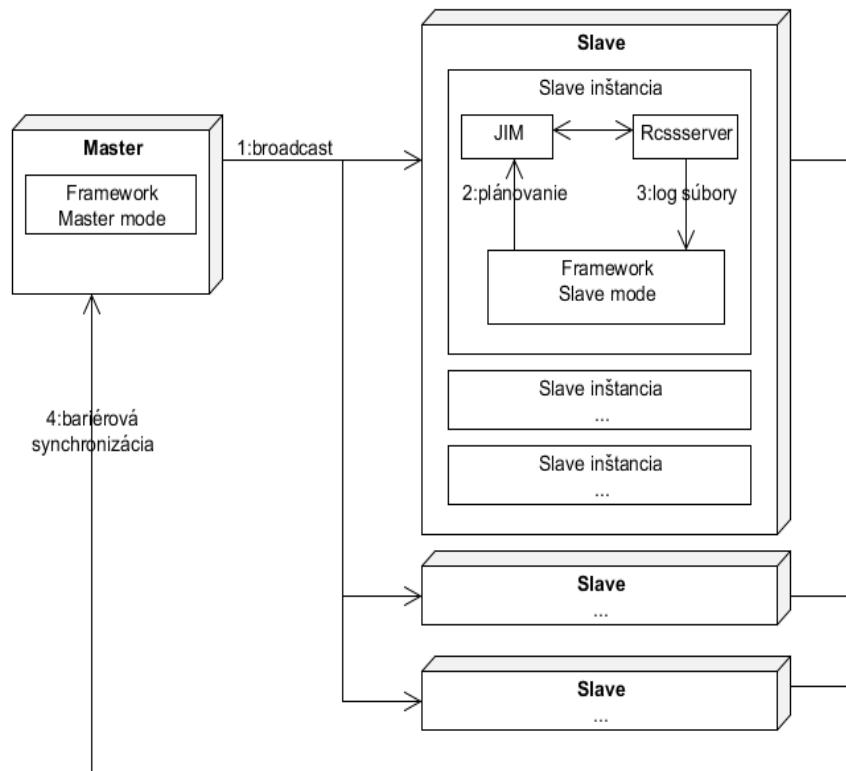 Master
Framework
Master mode
1:broadcast
4:bariérová
synchronizácia
Slave
Slave inštancia
JIM
Rcssserver
2:plánovanie
3:log súbory
Framework
Slave mode
Slave inštancia
...
Slave inštancia
...
Slave
...
Slave
...